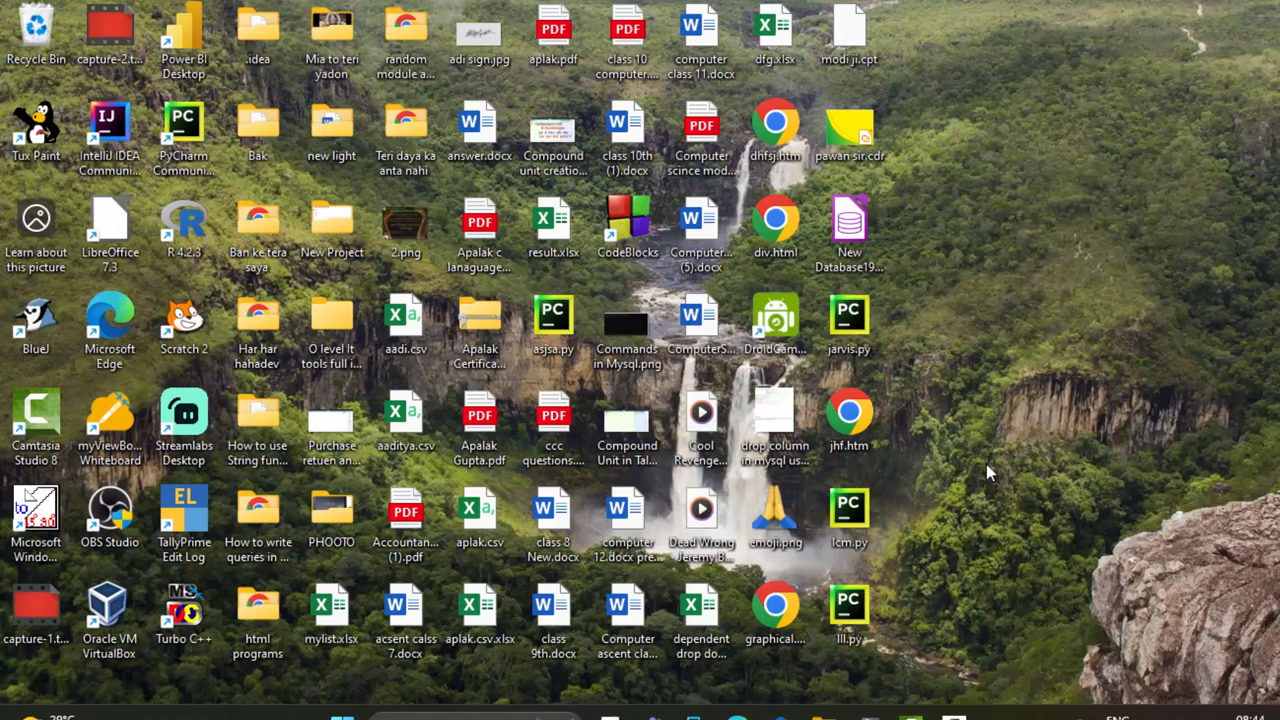 Recycle Bin
capture-2.t...
Power BI
Desktop
.idea
Mia to teri
yadon
random
module a...
adi sign.jpg
aplak.pdf
class 10
computer....
computer
class 11.docx
dfg.xlsx
modi ji.cpt
Tux Paint
IntelliJ IDEA
Communi...
PyCharm
Communi...
Bak
new light
Teri daya ka
anta nahi
answer.docx
Compound
unit creatio...
class 10th
(1).docx
Computer
scince mod...
dhfsj.htm
pawan sir.cdr
Learn about
this picture
LibreOffice
7.3
R 4.2.3
Ban ke tera
saya
New Project
2.png
Apalak c
lanaguage...
result.xlsx
CodeBlocks
Computer...
(5).docx
div.html
New
Database19...
BlueJ
Microsoft
Edge
Scratch 2
Har har
hahadev
O level It
tools full i...
aadi.csv
Apalak
Certifica...
asjsa.py
Commands
in Mysql.png
ComputerS...
DroidCam...
jarvis.py
Camtasia
Studio 8
myViewBo...
Whiteboard
Streamlabs
Desktop
How to use
String fun...
Purchase
retuen an...
aaditya.csv
Apalak
Gupta.pdf
ccc
questions....
Compound
Unit in Tal...
Cool
Revenge...
drop column
in mysql us...
jhf.htm
Microsoft
Windo...
OBS Studio
TallyPrime
Edit Log
How to write
queries in ...
PHOOTO
Accountan...
(1).pdf
aplak.csv
class 8
New.docx
computer
12.docx pre...
Dead Wrong
- Jeremy B...
emoji.png
lcm.py
capture-1.t...
Oracle VM
VirtualBox
Turbo C++
html
programs
mylist.xlsx
acsent calss
7.docx
aplak.csv.xlsx
class
9th.docx
Computer
ascent cla...
dependent
drop do...
graphical....
lll.py
29°C
ENG
08:44